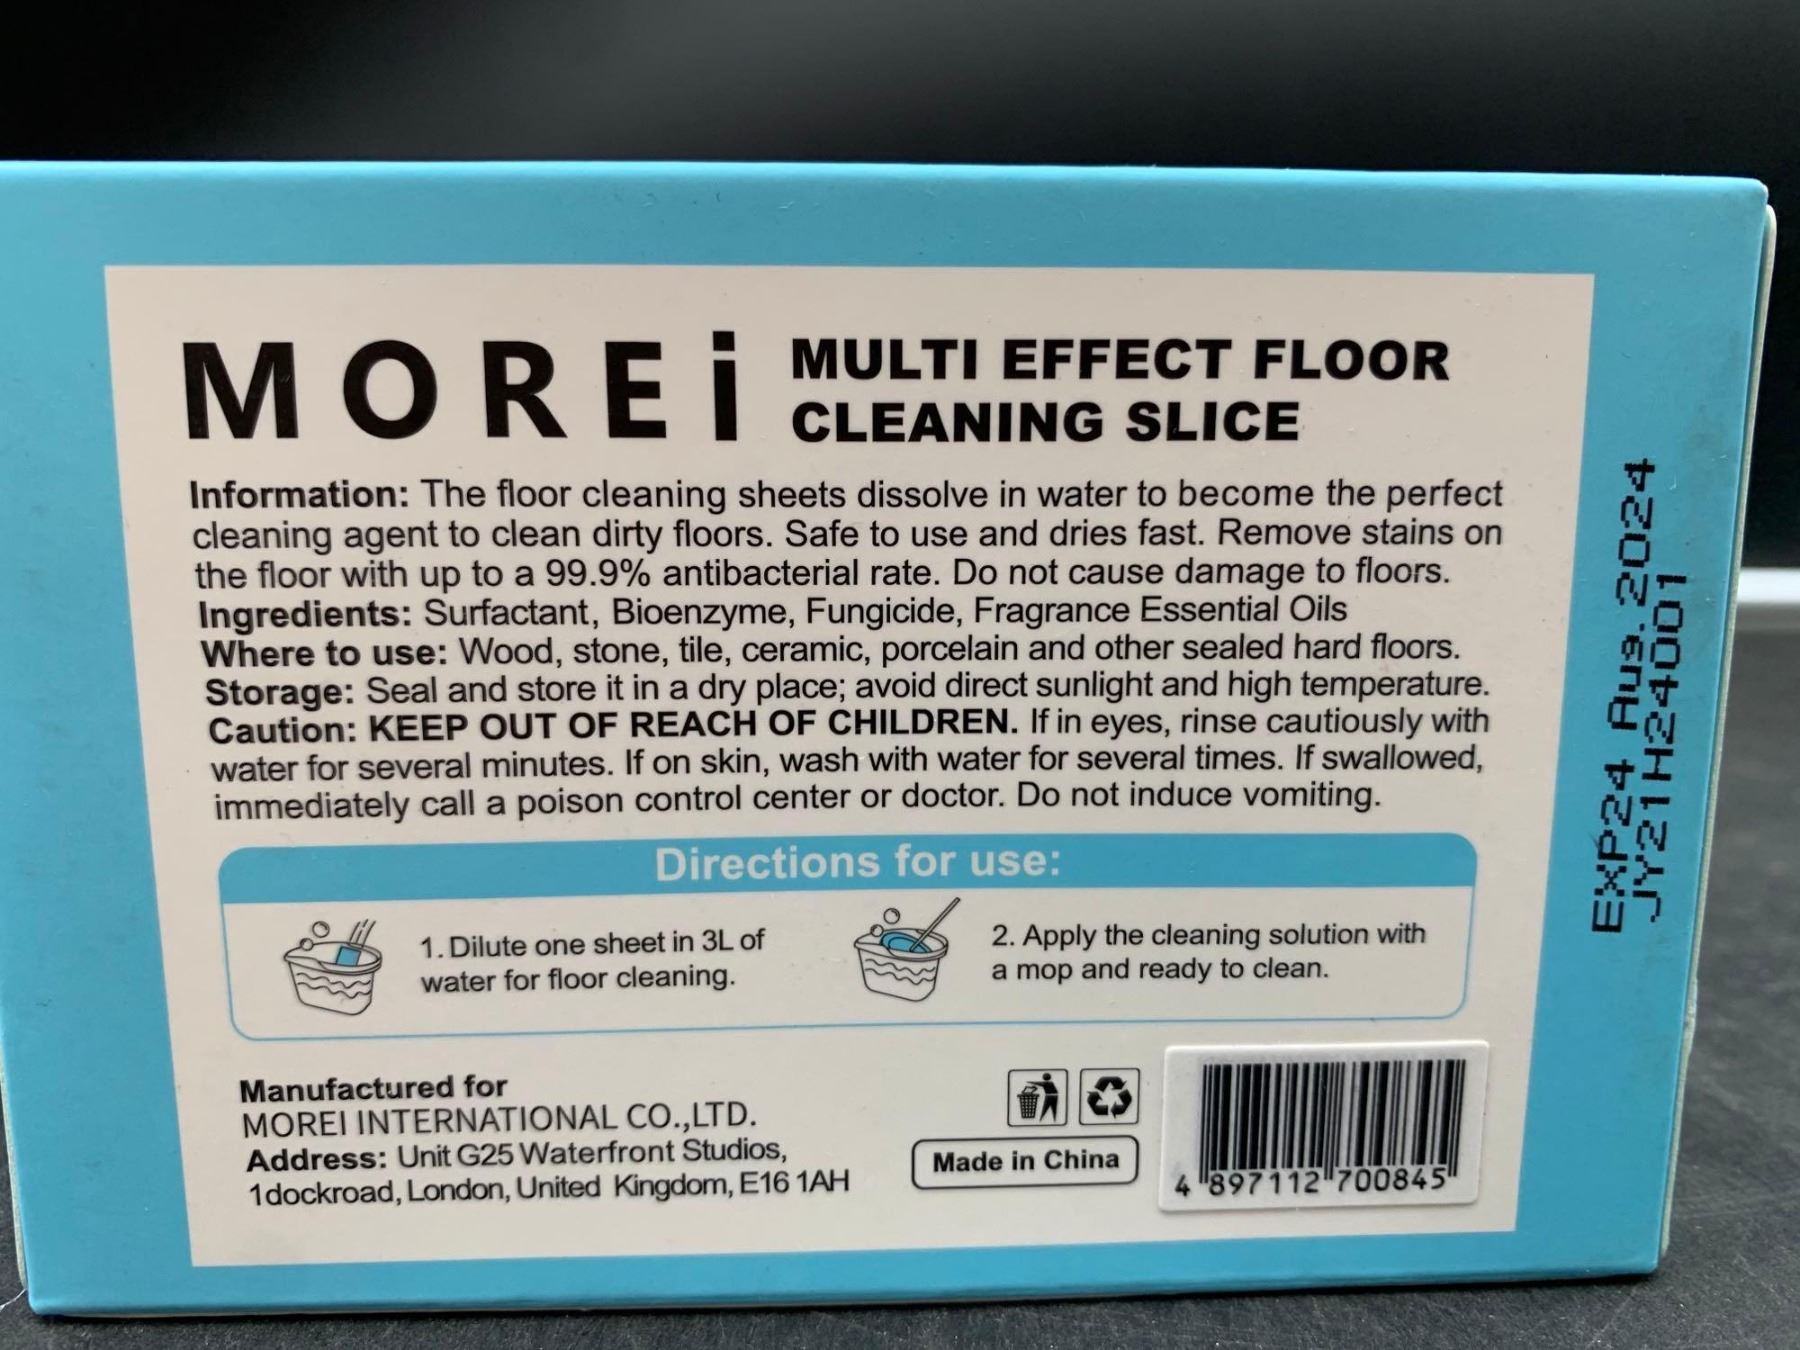 MOREi
MULTI EFFECT FLOOR
CLEANING SLICE
Information: The floor cleaning sheets dissolve in water to become the perfect
cleaning agent to clean dirty floors. Safe to use and dries fast. Remove stains on
the floor with up to a 99.9% antibacterial rate. Do not cause damage to floors.
Ingredients: Surfactant, Bioenzyme, Fungicide, Fragrance Essential Oils
Where to use: Wood, stone, tile, ceramic, porcelain and other sealed hard floors.
Storage: Seal and store it in a dry place; avoid direct sunlight and high temperature.
Caution: KEEP OUT OF REACH OF CHILDREN. If in eyes, rinse cautiously with
water for several minutes. If on skin, wash with water for several times. If swallowed,
immediately call a poison control center or doctor. Do not induce vomiting.
Directions for use:
1. Dilute one sheet in 3L of
water for floor cleaning.
2. Apply the cleaning solution with
a mop and ready to clean.
Manufactured for
MOREI INTERNATIONAL CO.,LTD.
Address: Unit G25 Waterfront Studios,
1dockroad, London, United Kingdom, E16 1AH
Made in China
4 897112 700845
EXP24 Aug.2024
JY21H24001